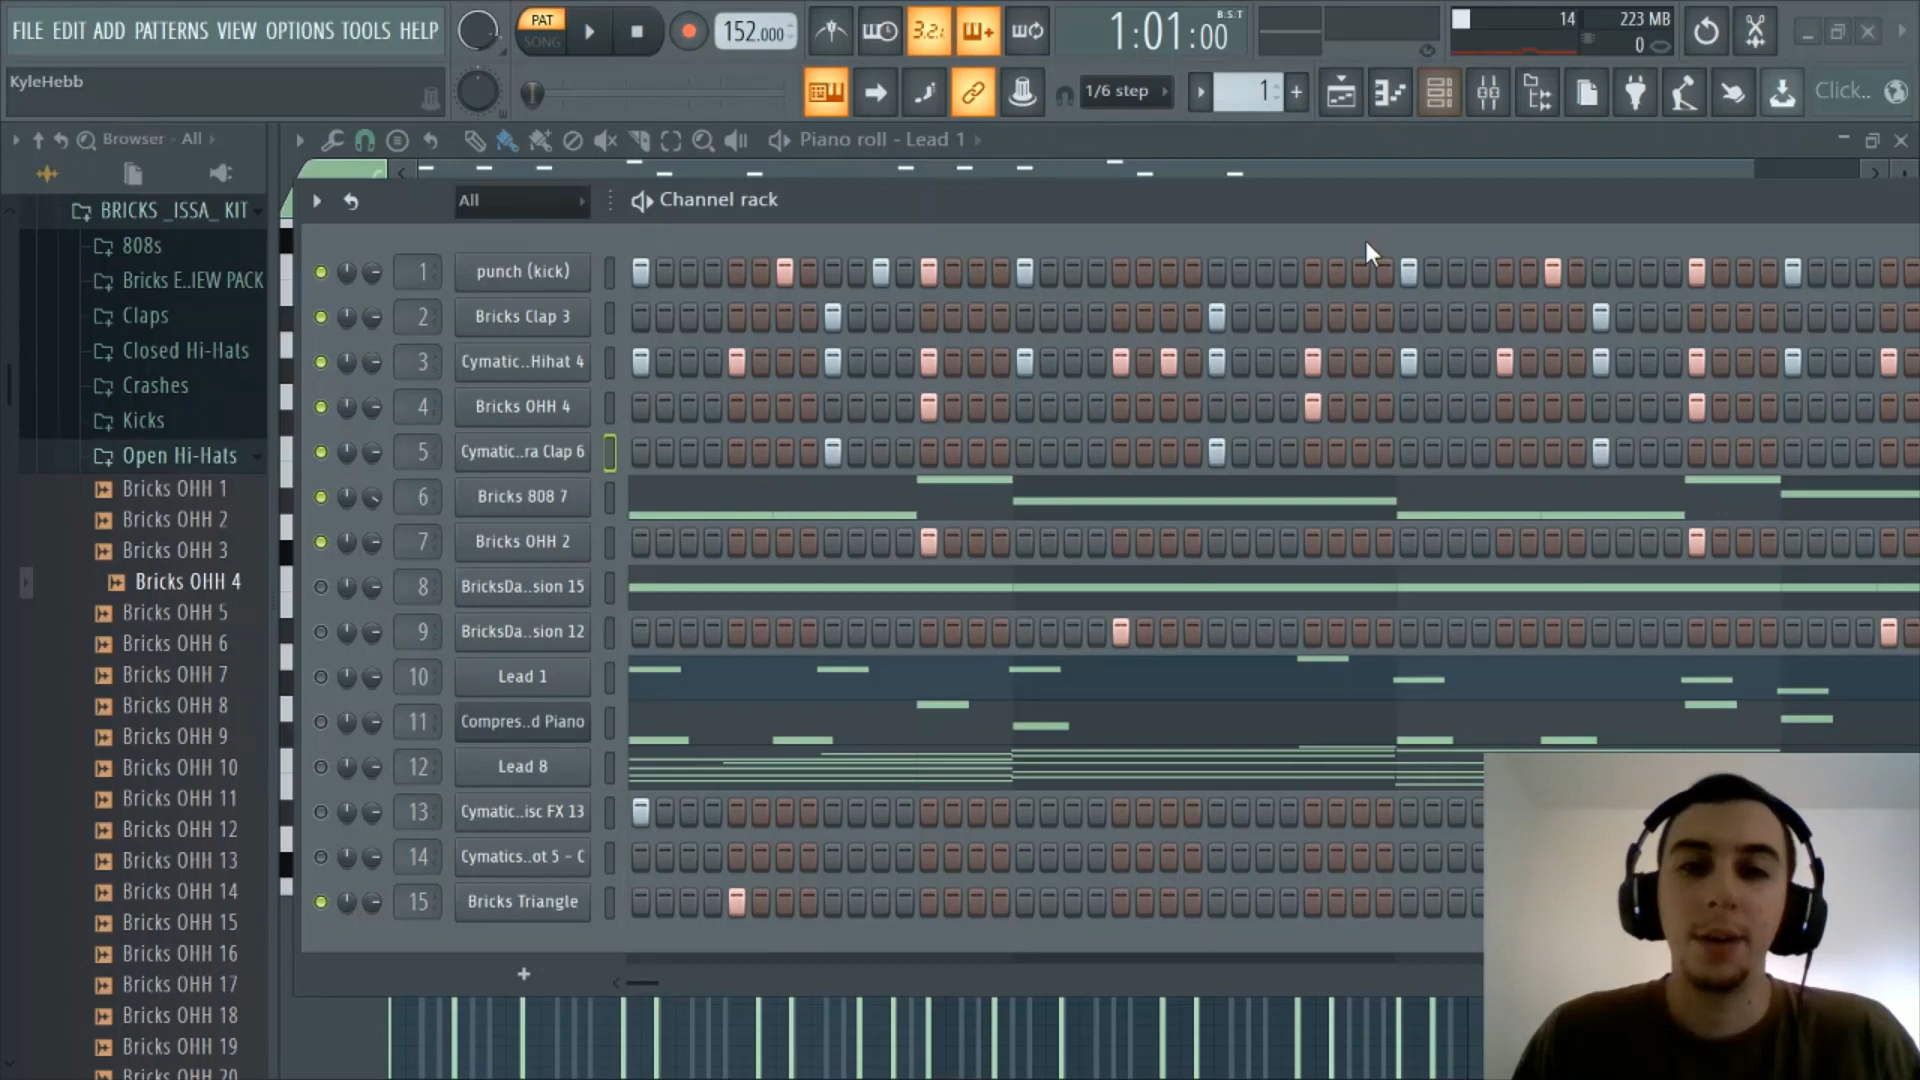 FILE EDIT ADD PATTERNS VIEW OPTIONS TOOLS HELP
PAT
SONG
152.000
3.2:
1:01:00
B:S:T
14
223 MB
0
KyleHebb
1/6 step
1
Click..
Browser - All
Piano roll - Lead 1
BRICKS _ISSA_ KIT
808s
Bricks E..IEW PACK
Claps
Closed Hi-Hats
Crashes
Kicks
Open Hi-Hats
Bricks OHH 1
Bricks OHH 2
Bricks OHH 3
Bricks OHH 4
Bricks OHH 5
Bricks OHH 6
Bricks OHH 7
Bricks OHH 8
Bricks OHH 9
Bricks OHH 10
Bricks OHH 11
Bricks OHH 12
Bricks OHH 13
Bricks OHH 14
Bricks OHH 15
Bricks OHH 16
Bricks OHH 17
Bricks OHH 18
Bricks OHH 19
Bricks OHH 20
All
Channel rack
1 punch (kick)
2 Bricks Clap 3
3 Cymatic..Hihat 4
4 Bricks OHH 4
5 Cymatic..ra Clap 6
6 Bricks 808 7
7 Bricks OHH 2
8 BricksDa..sion 15
9 BricksDa..sion 12
10 Lead 1
11 Compres..d Piano
12 Lead 8
13 Cymatic..isc FX 13
14 Cymatics..ot 5 - C
15 Bricks Triangle